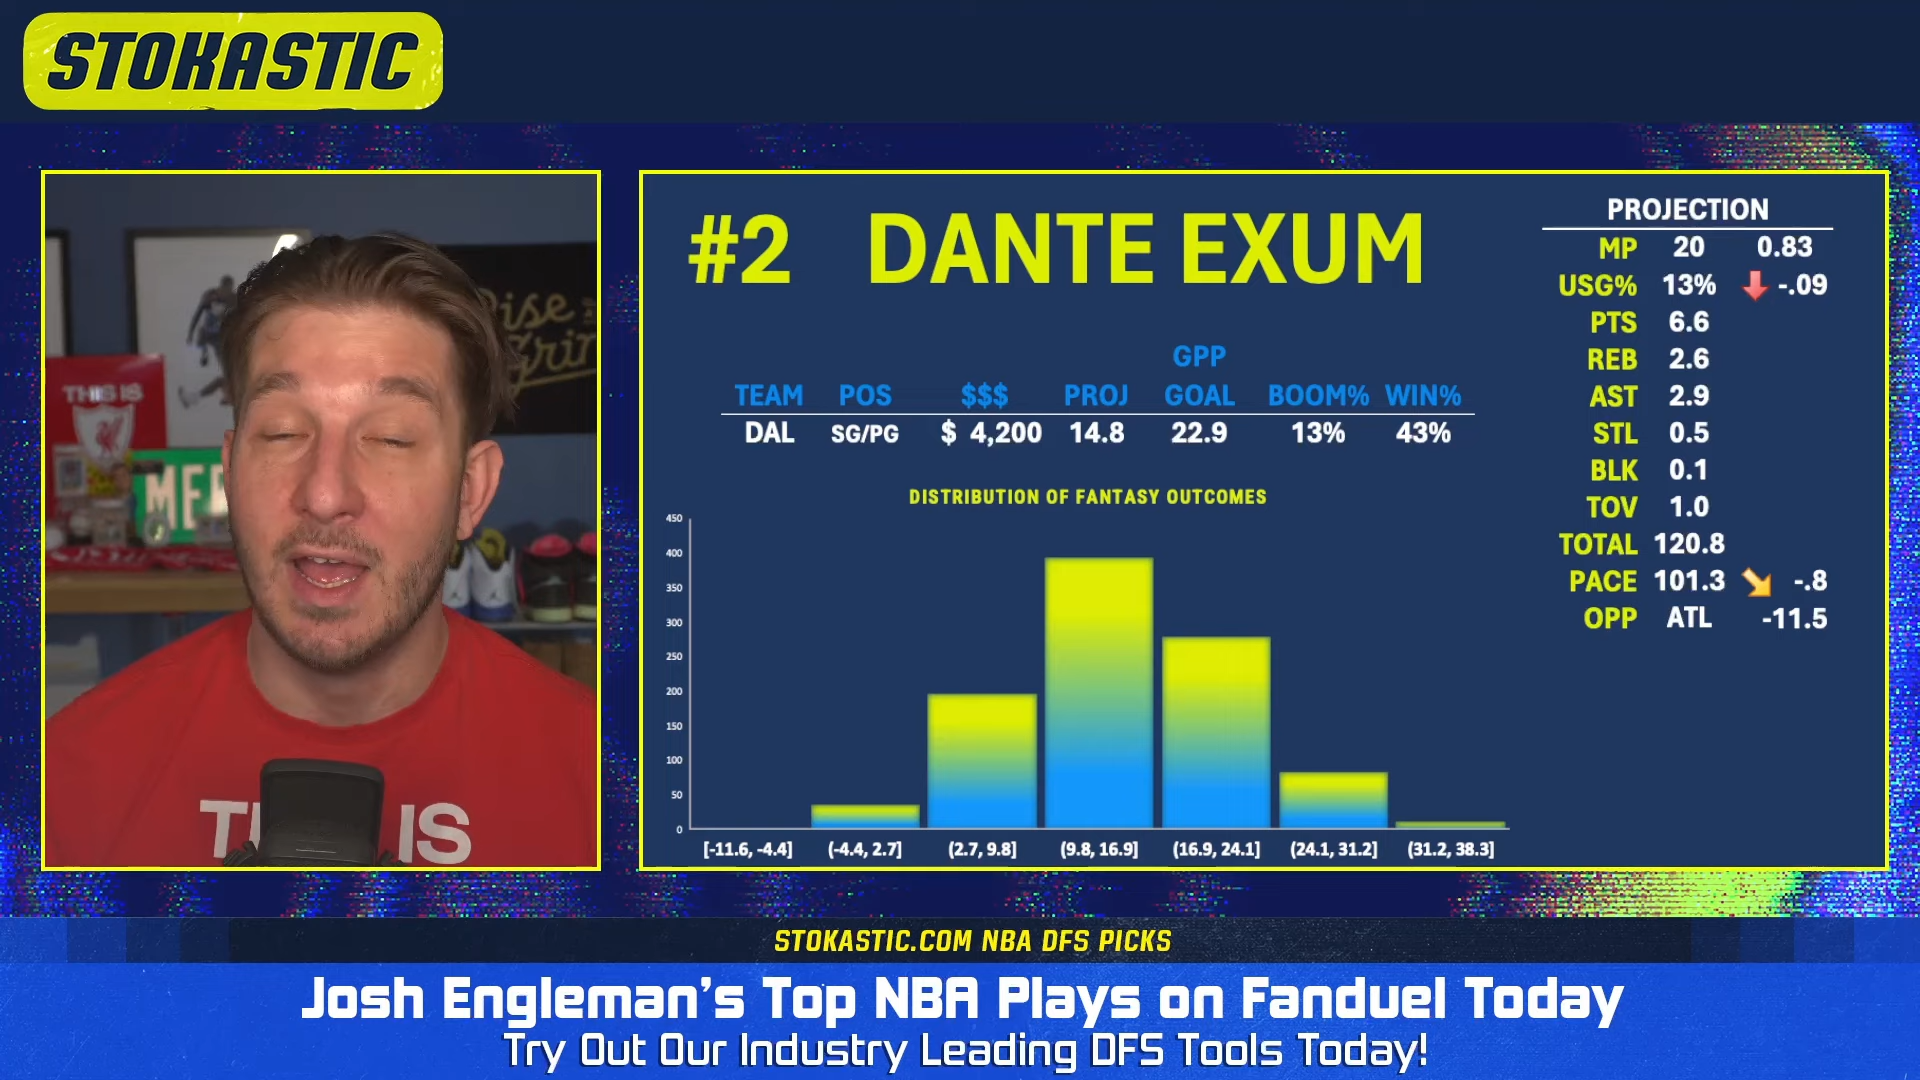 STOKASTIC
THIS IS
ise
Grin
ME
IS
#2 DANTE EXUM
GPP
TEAM POS $$$ PROJ GOAL BOOM% WIN%
DAL SG/PG $ 4,200 14.8 22.9 13% 43%
DISTRIBUTION OF FANTASY OUTCOMES
450
400
350
300
250
200
150
100
50
0
[-11.6, -4.4] (-4.4, 2.7] (2.7, 9.8] (9.8, 16.9] (16.9, 24.1] (24.1, 31.2] (31.2, 38.3]
PROJECTION
MP 20 0.83
USG% 13% -.09
PTS 6.6
REB 2.6
AST 2.9
STL 0.5
BLK 0.1
TOV 1.0
TOTAL 120.8
PACE 101.3 -.8
OPP ATL -11.5
STOKASTIC.COM NBA DFS PICKS
Josh Engleman's Top NBA Plays on Fanduel Today
Try Out Our Industry Leading DFS Tools Today!